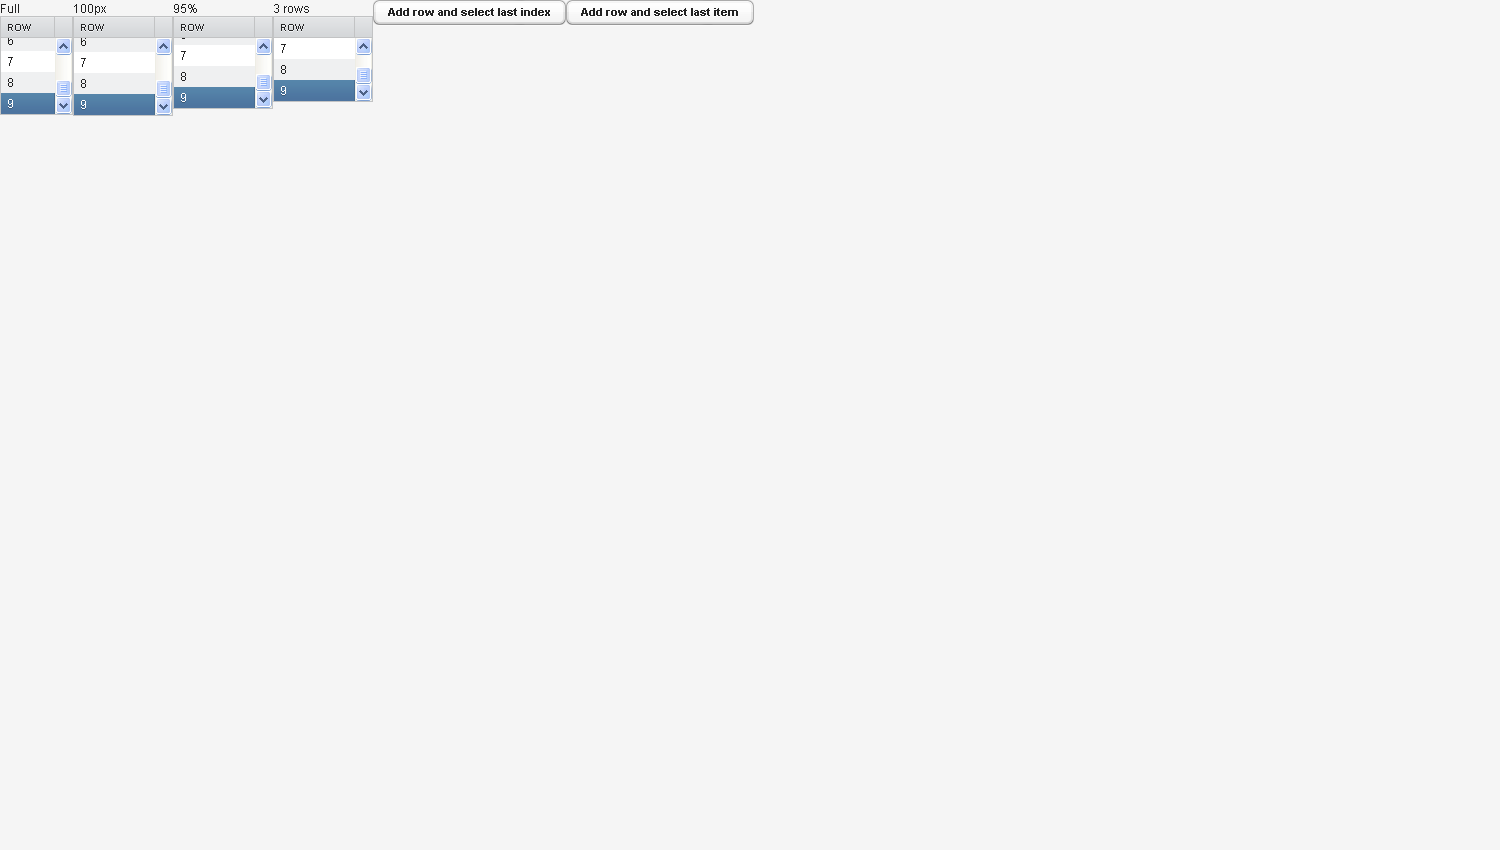 Full 100px 95% 3 rows Add row and select last index Add row and select last item
ROW ROW ROW ROW
6 6
7 7 7 7
8 8 8 8
9 9 9 9